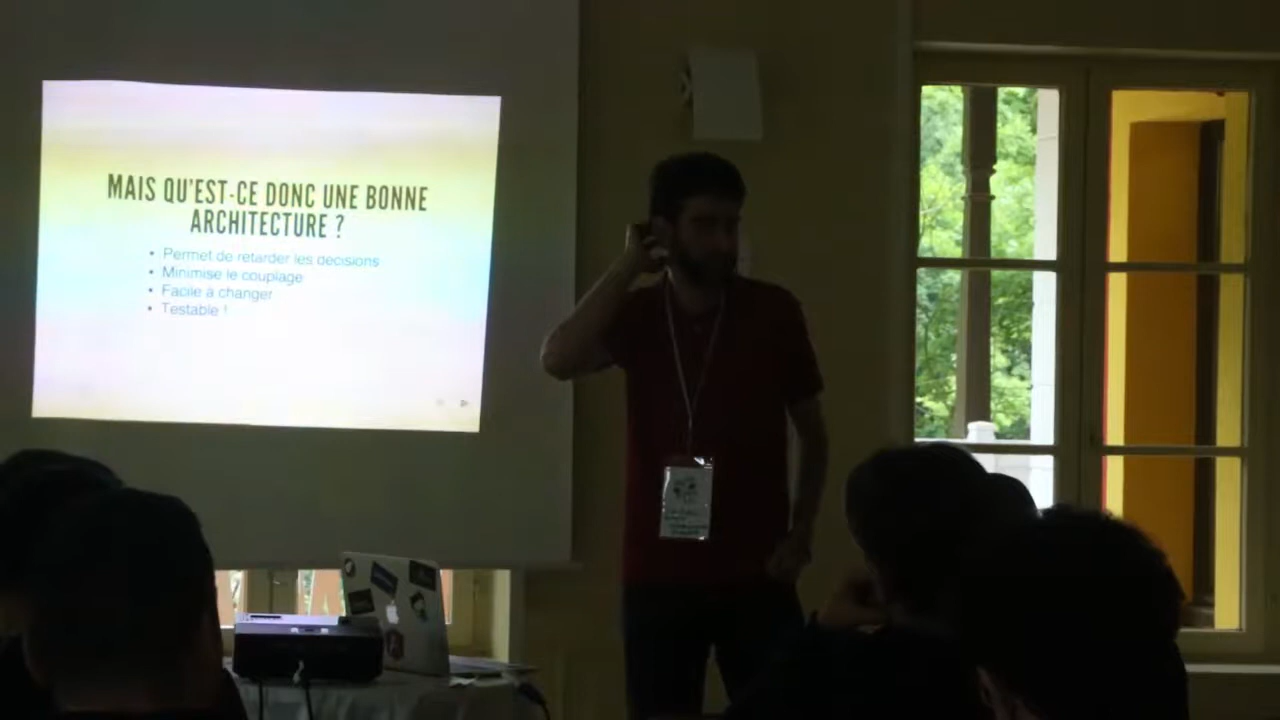 MAIS QU'EST-CE DONC UNE BONNE
ARCHITECTURE ?
• Permet de retarder les decisions
• Minimise le couplage
• Facile à changer
• Testable !